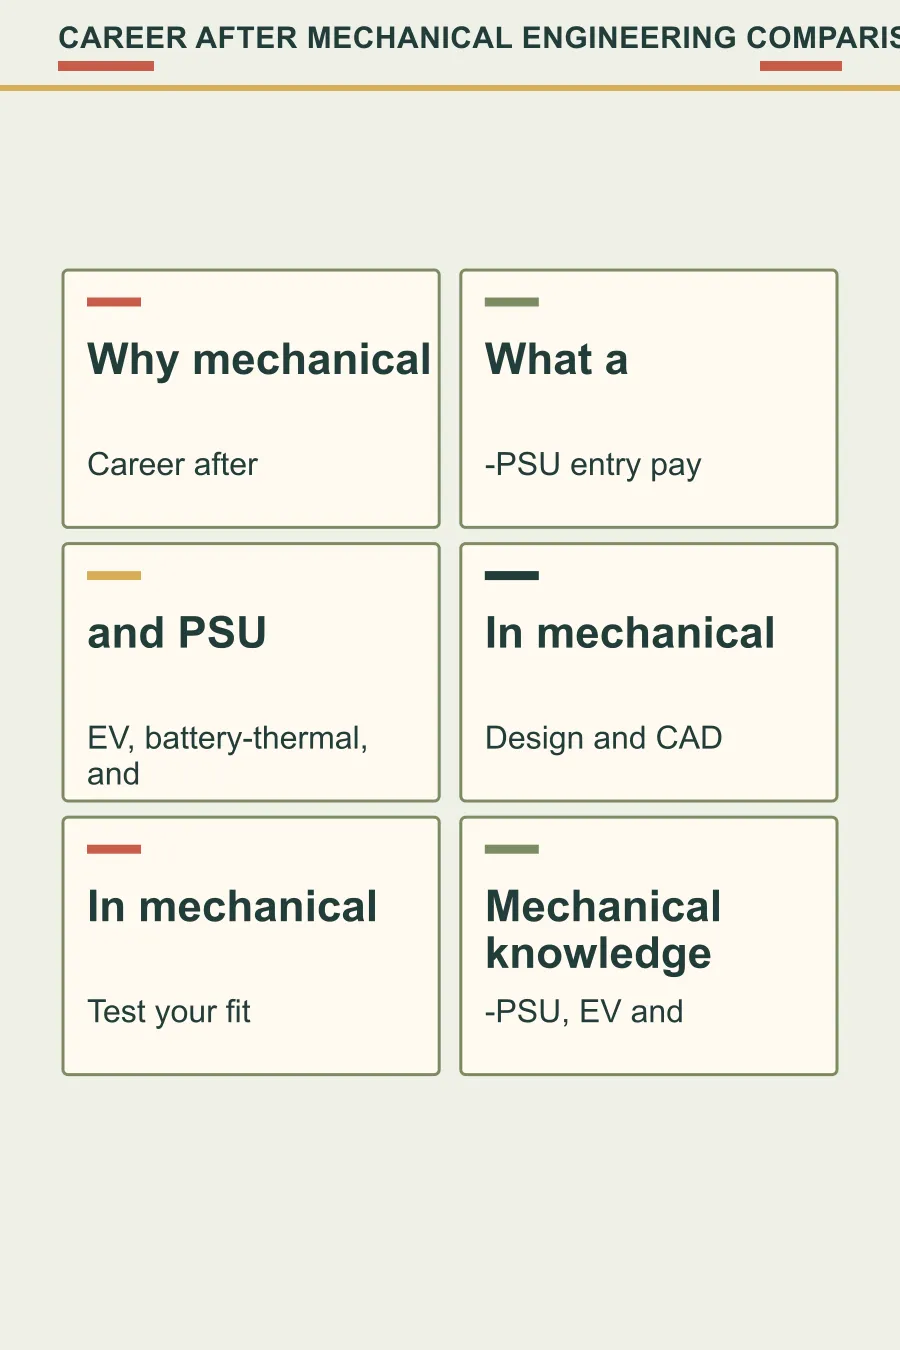 CAREER AFTER MECHANICAL ENGINEERING COMPARIS
Why mechanical
Career after
What a
-PSU entry pay
and PSU
EV, battery-thermal,
and
In mechanical
Design and CAD
In mechanical
Test your fit
Mechanical
knowledge
-PSU, EV and